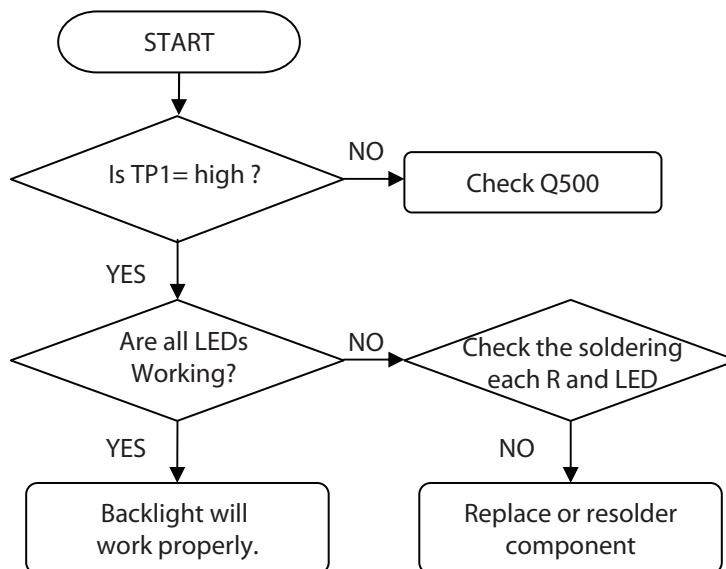 START
Is TP1= high ?
NO
Check Q500
YES
Are all LEDs
Working?
NO
Check the soldering
each R and LED
YES
NO
Backlight will
work properly.
Replace or resolder
component